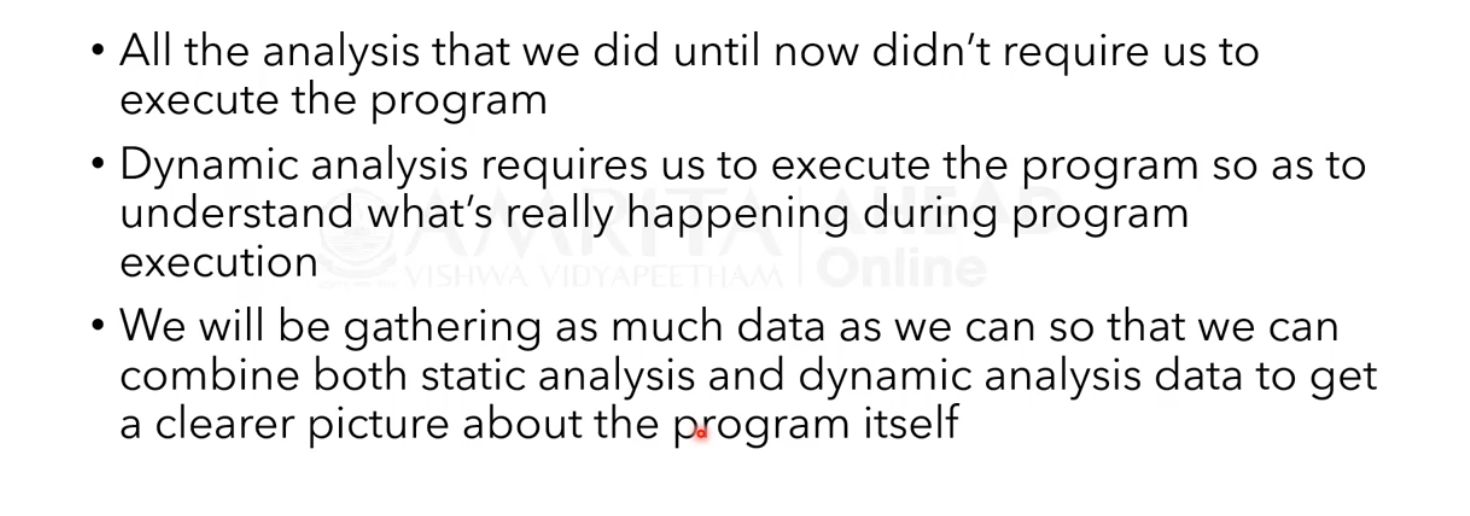 • All the analysis that we did until now didn't require us to
execute the program
• Dynamic analysis requires us to execute the program so as to
understand what's really happening during program
execution
• We will be gathering as much data as we can so that we can
combine both static analysis and dynamic analysis data to get
a clearer picture about the program itself
AMRITA
VISHWA VIDYAPEETHAM
AHEAD
Online